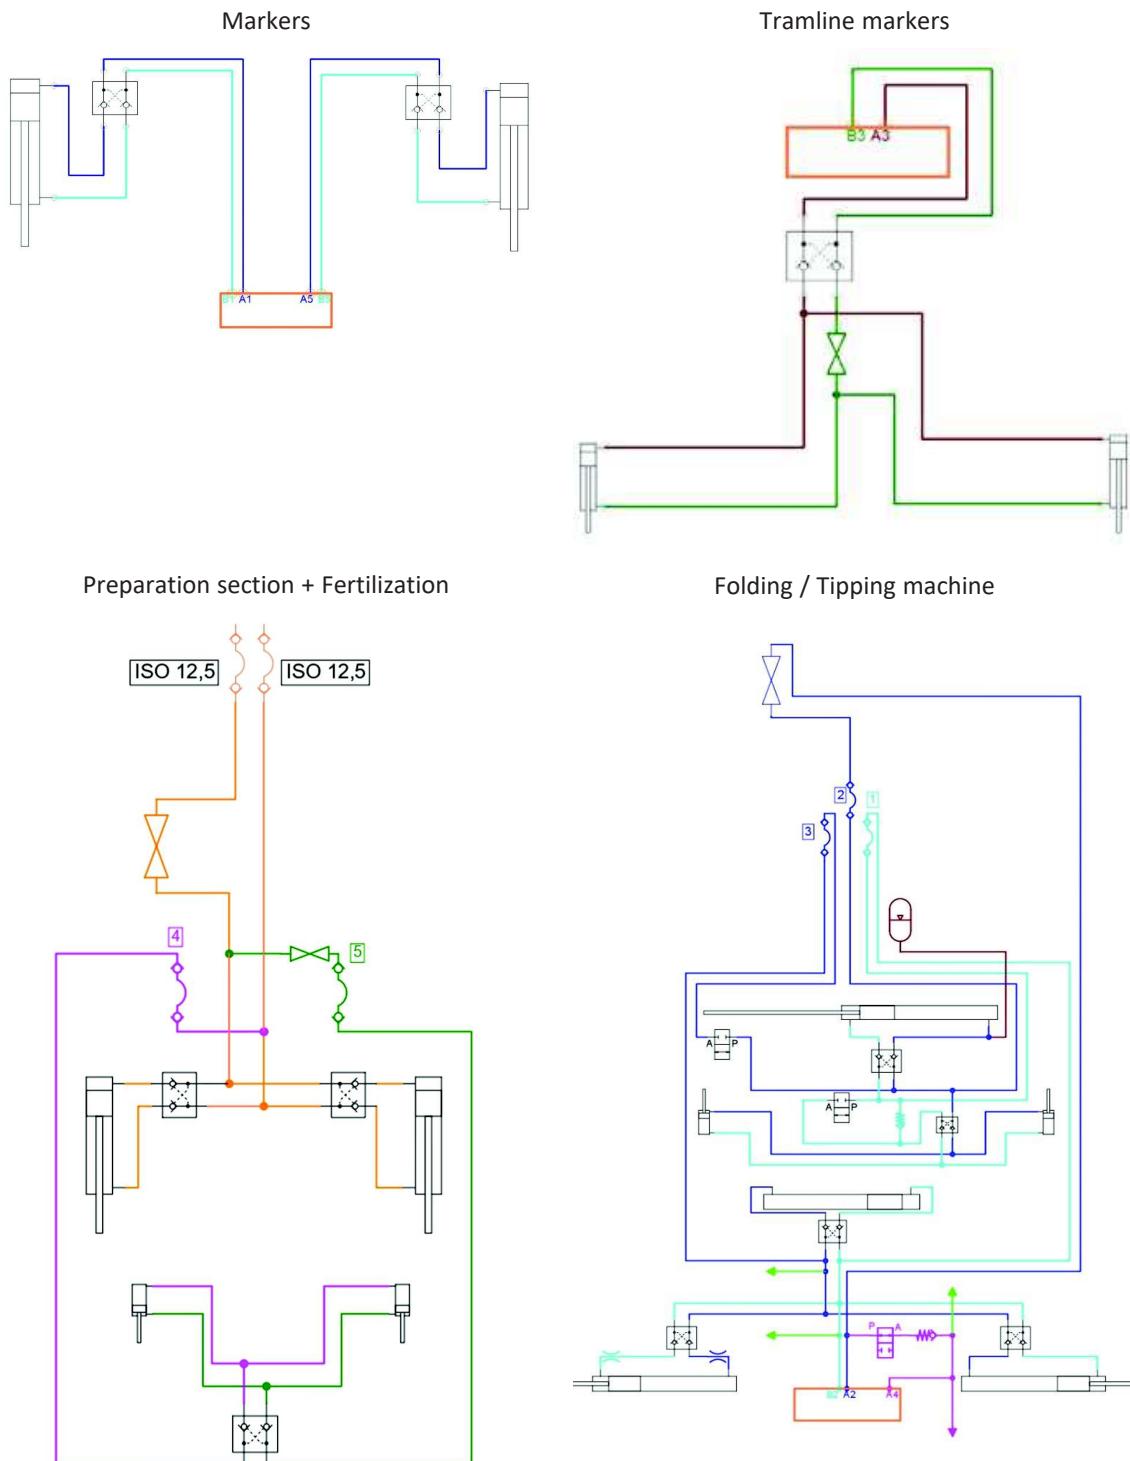 Markers
B1 A1 A5 B5
Tramline markers
B3 A3
Preparation section + Fertilization
ISO 12,5 ISO 12,5
4
5
Folding / Tipping machine
2
1
3
A P
A P
P A
B2 A2 A4